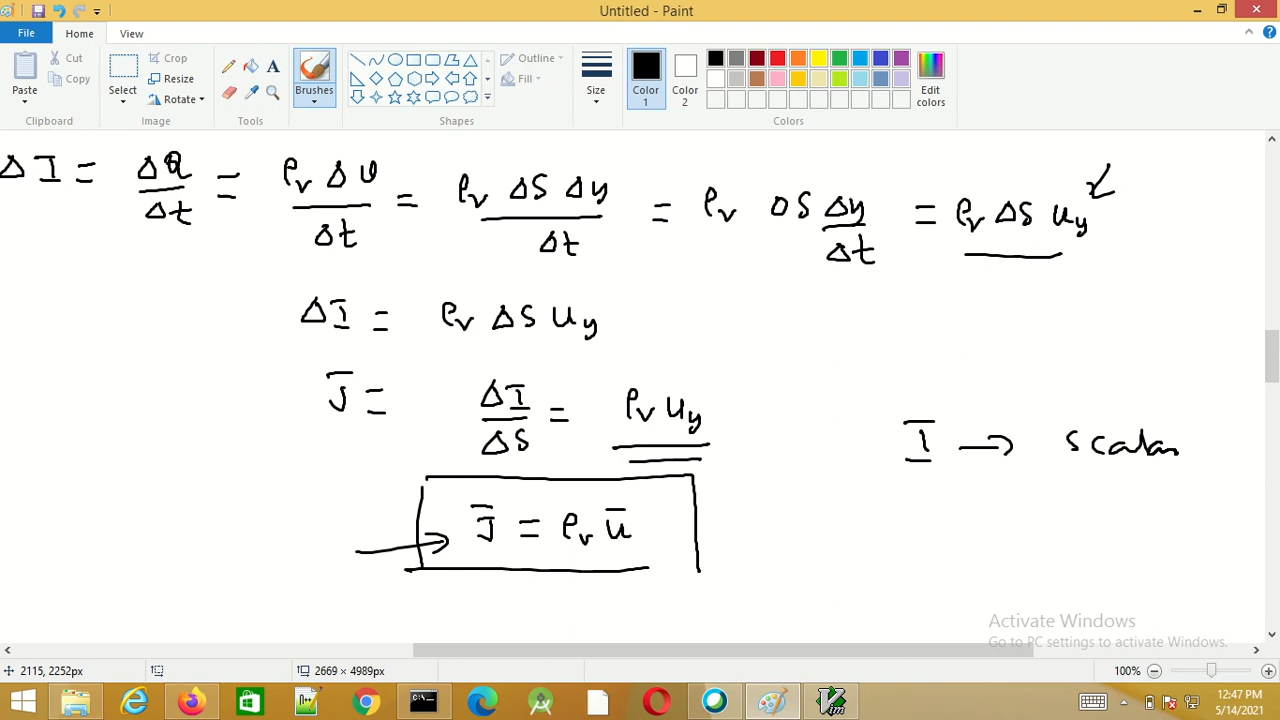 Untitled - Paint
File Home View
Paste Cut Copy Clipboard
Select Crop Resize Rotate Image
Tools
Brushes
Outline Fill Shapes
Size
Color 1 Color 2 Edit colors Colors
ΔI = ΔQ/Δt = ρv Δv/Δt = ρv ΔS Δy/Δt = ρv ΔS Δy/Δt = ρv ΔS uy
ΔI = ρv ΔS uy
J̅ = ΔI/ΔS = ρv uy
I → scalar
J̅ = ρv u̅
Activate Windows
Go to PC settings to activate Windows.
2115, 2252px 2669 × 4989px 100%
12:47 PM
5/14/2021